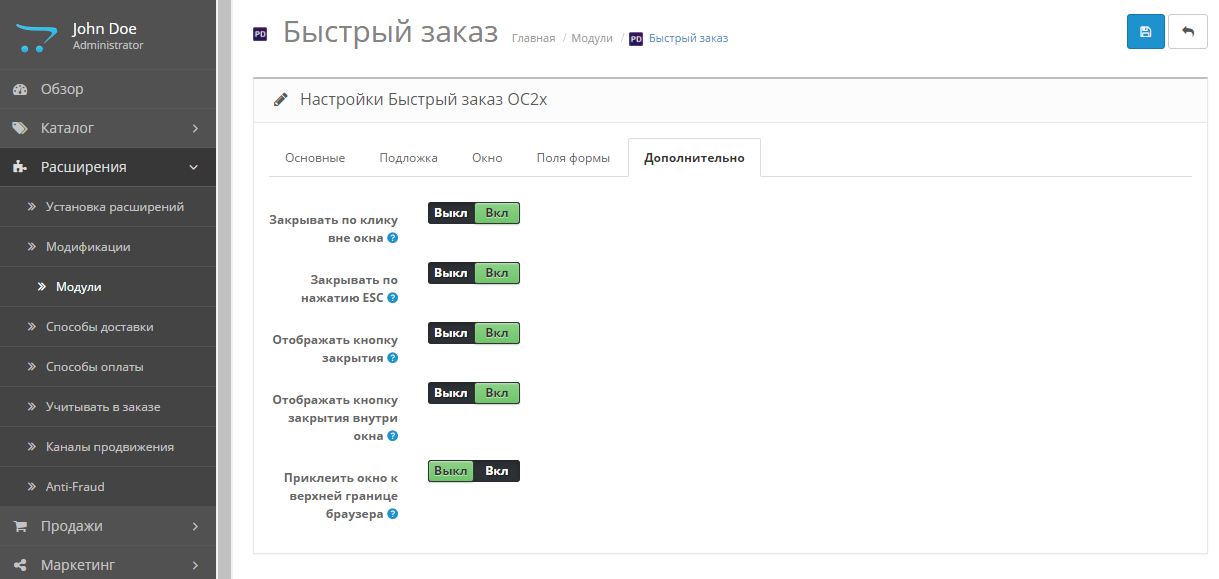 John Doe
Administrator
Обзор
Каталог
Расширения
Установка расширений
Модификации
Модули
Способы доставки
Способы оплаты
Учитывать в заказе
Каналы продвижения
Anti-Fraud
Продажи
Маркетинг
PD Быстрый заказ Главная / Модули / PD Быстрый заказ
Настройки Быстрый заказ OC2x
Основные Подложка Окно Поля формы Дополнительно
Закрывать по клику
вне окна ?
Выкл Вкл
Закрывать по
нажатию ESC ?
Выкл Вкл
Отображать кнопку
закрытия ?
Выкл Вкл
Отображать кнопку
закрытия внутри
окна ?
Выкл Вкл
Приклеить окно к
верхней границе
браузера ?
Выкл Вкл